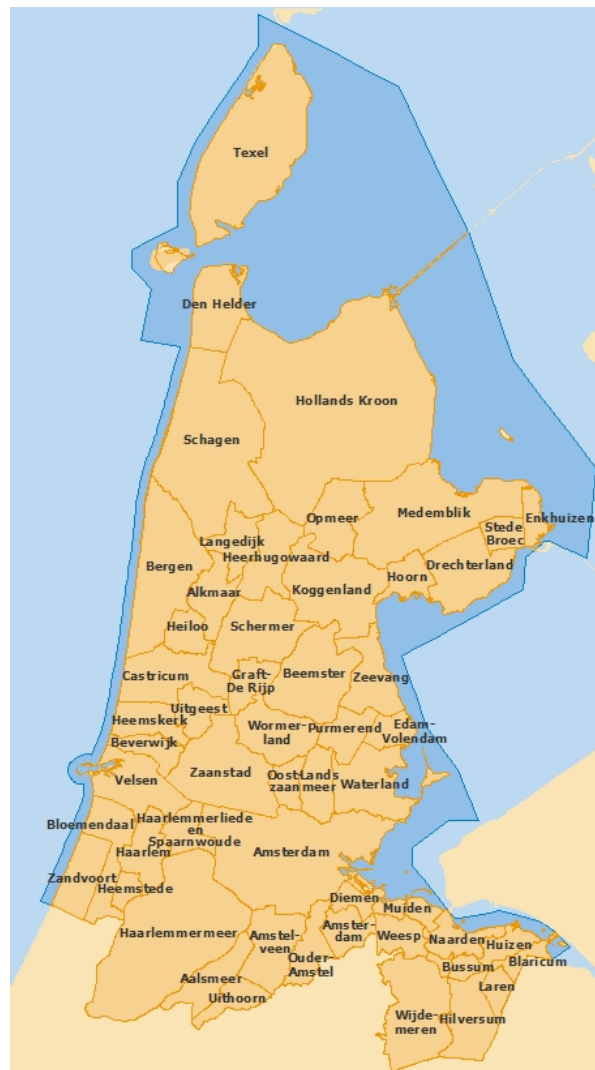 Texel
Den Helder
Hollands Kroon
Schagen
Medemblik
Opmeer
Enkhuizen
Stede
Broec
Langedijk
Heerhugowaard
Drechterland
Bergen
Hoorn
Koggenland
Alkmaar
Heiloo
Schermer
Castricum
Graft-
De Rijp
Beemster
Zeevang
Uitgeest
Heemskerk
Wormer-
land
Purmerend
Edam-
Volendam
Beverwijk
Velsen
Zaanstad
Oost-
zaan
Lands
meer
Waterland
Bloemendaal
Haarlemmerliede
en
Spaarnwoude
Haarlem
Amsterdam
Zandvoort
Heemstede
Diemen
Muiden
Haarlemmermeer
Amstel-
veen
Amster-
dam
Weesp
Naarden
Huizen
Ouder-
Amstel
Blaricum
Bussum
Aalsmeer
Laren
Uithoorn
Wijde-
meren
Hilversum